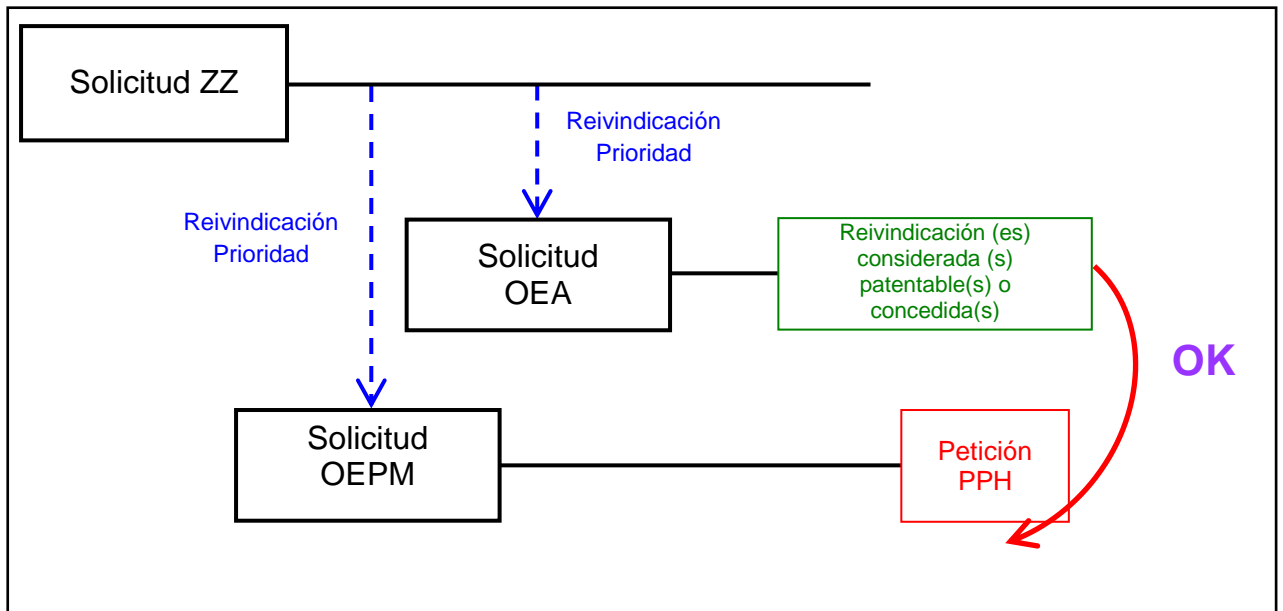 Solicitud ZZ
Reivindicación
Prioridad
Reivindicación
Prioridad
Solicitud
OEA
Reivindicación (es)
considerada (s)
patentable(s) o
concedida(s)
OK
Solicitud
OEPM
Petición
PPH